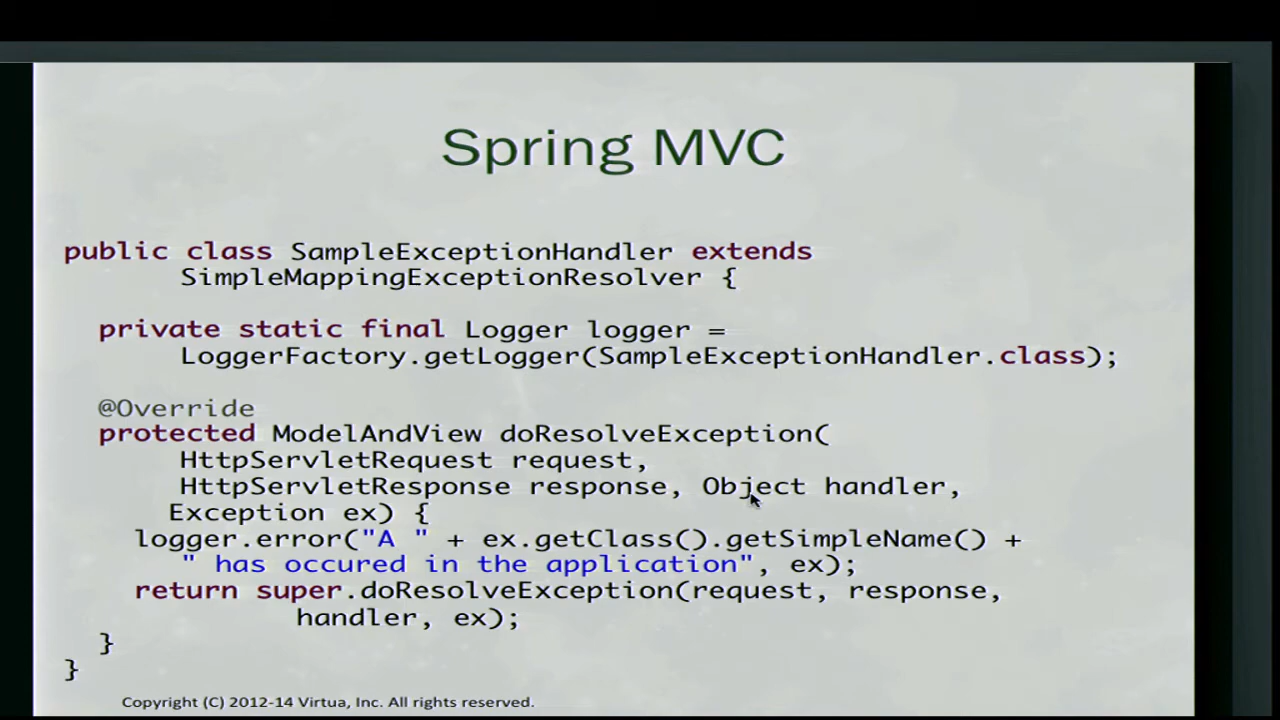 Spring MVC
public class SampleExceptionHandler extends
SimpleMappingExceptionResolver {
private static final Logger logger =
LoggerFactory.getLogger(SampleExceptionHandler.class);
@Override
protected ModelAndView doResolveException(
HttpServletRequest request,
HttpServletResponse response, Object handler,
Exception ex) {
logger.error("A " + ex.getClass().getSimpleName() +
" has occured in the application", ex);
return super.doResolveException(request, response,
handler, ex);
}
}
Copyright (C) 2012-14 Virtua, Inc. All rights reserved.